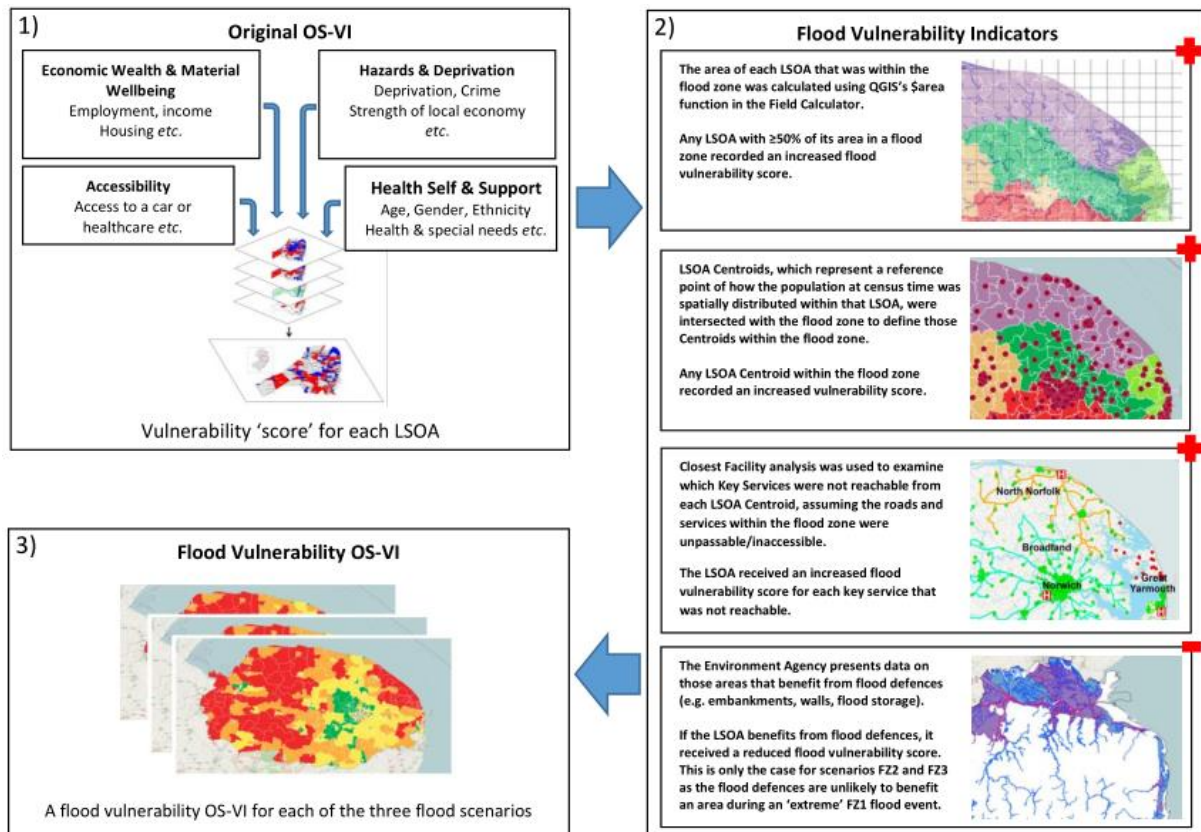 1)
Original OS-VI
Economic Wealth & Material
Wellbeing
Employment, income
Housing etc.
Hazards & Deprivation
Deprivation, Crime
Strength of local economy
etc.
Accessibility
Access to a car or
healthcare etc.
Health Self & Support
Age, Gender, Ethnicity
Health & special needs etc.
Vulnerability ‘score’ for each LSOA
2)
Flood Vulnerability Indicators
The area of each LSOA that was within the
flood zone was calculated using QGIS's $area
function in the Field Calculator.
Any LSOA with ≥50% of its area in a flood
zone recorded an increased flood
vulnerability score.
LSOA Centroids, which represent a reference
point of how the population at census time was
spatially distributed within that LSOA, were
intersected with the flood zone to define those
Centroids within the flood zone.
Any LSOA Centroid within the flood zone
recorded an increased vulnerability score.
Closest Facility analysis was used to examine
which Key Services were not reachable from
each LSOA Centroid, assuming the roads and
services within the flood zone were
unpassable/inaccessible.
The LSOA received an increased flood
vulnerability score for each key service that
was not reachable.
H
North Norfolk
Broadland
Norwich
H
Great
Yarmouth
H
The Environment Agency presents data on
those areas that benefit from flood defences
(e.g. embankments, walls, flood storage).
If the LSOA benefits from flood defences, it
received a reduced flood vulnerability score.
This is only the case for scenarios FZ2 and FZ3
as the flood defences are unlikely to benefit
an area during an ‘extreme’ FZ1 flood event.
3)
Flood Vulnerability OS-VI
A flood vulnerability OS-VI for each of the three flood scenarios